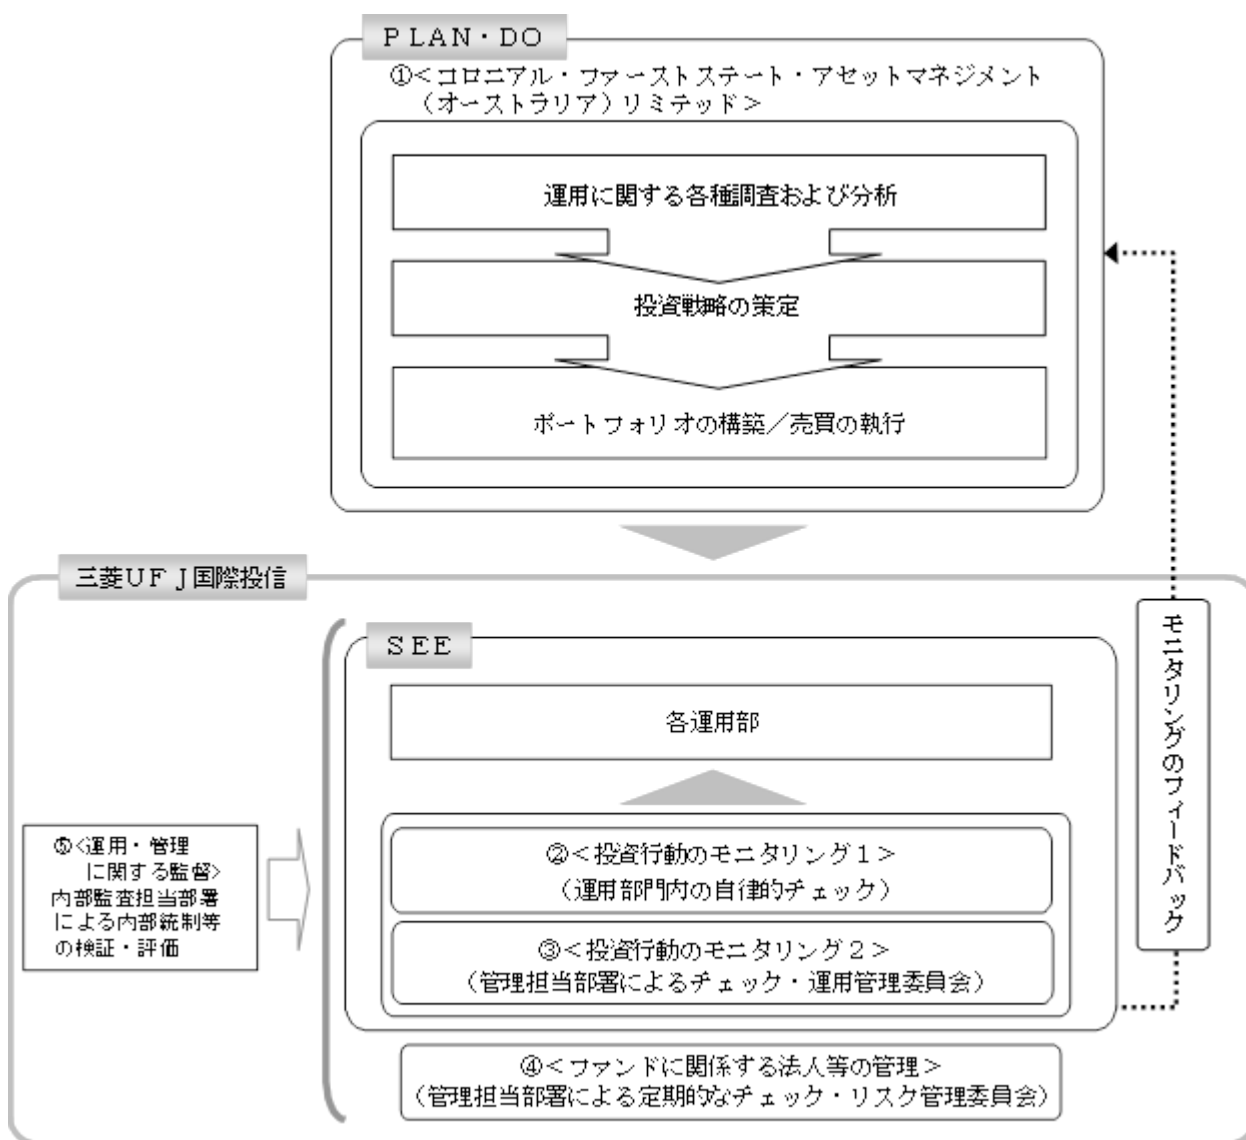 ＰＬＡＮ・ＤＯ
①＜コロニアル・ファーストステート・アセットマネジメント
（オーストラリア）リミテッド＞
運用に関する各種調査および分析
投資戦略の策定
ポートフォリオの構築／売買の執行
三菱ＵＦＪ国際投信
ＳＥＥ
各運用部
②＜投資行動のモニタリング１＞
（運用部門内の自律的チェック）
③＜投資行動のモニタリング２＞
（管理担当部署によるチェック・運用管理委員会）
④＜ファンドに関係する法人等の管理＞
（管理担当部署による定期的なチェック・リスク管理委員会）
⑤<運用・管理
に関する監督>
内部監査担当部署
による内部統制等
の検証・評価
モニタリングのフィードバック